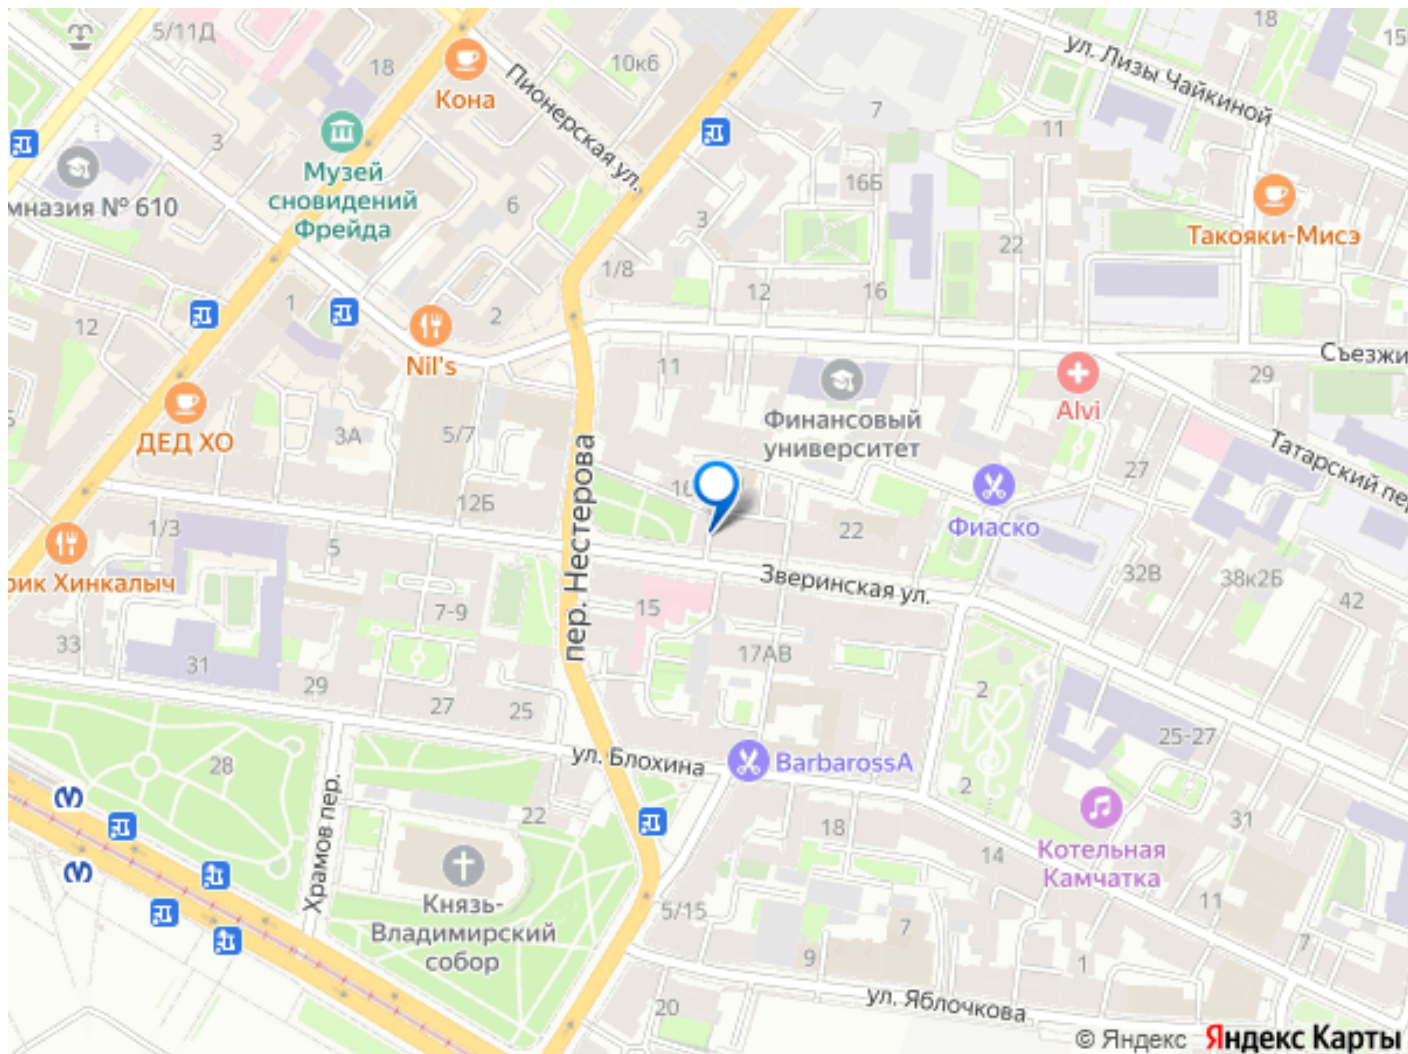 5/11Д
18
Кона
Пионерская ул.
10к6
18
15
ул. Лизы Чайкиной
7
11
3
Музей
сновидений
Фрейда
мназия № 610
6
16Б
3
22
Такояки-Мисэ
1/8
12
16
1
2
12
Nil's
11
Съезжи
29
Alvi
ДЕД ХО
3А
5/7
Финансовый
университет
Татарский пер
27
пер. Нестерова
16
12Б
22
Фиаско
1/3
5
рик Хинкалыч
Зверинская ул.
32В
38к2Б
42
7-9
15
33
31
29
27
25
17АВ
2
25-27
ул. Блохина
BarbarossA
28
Храмов пер.
22
2
18
14
31
Котельная
Камчатка
Князь-
Владимирский
собор
5/15
7
9
11
7
1
20
ул. Яблочкова
© Яндекс Яндекс Карты